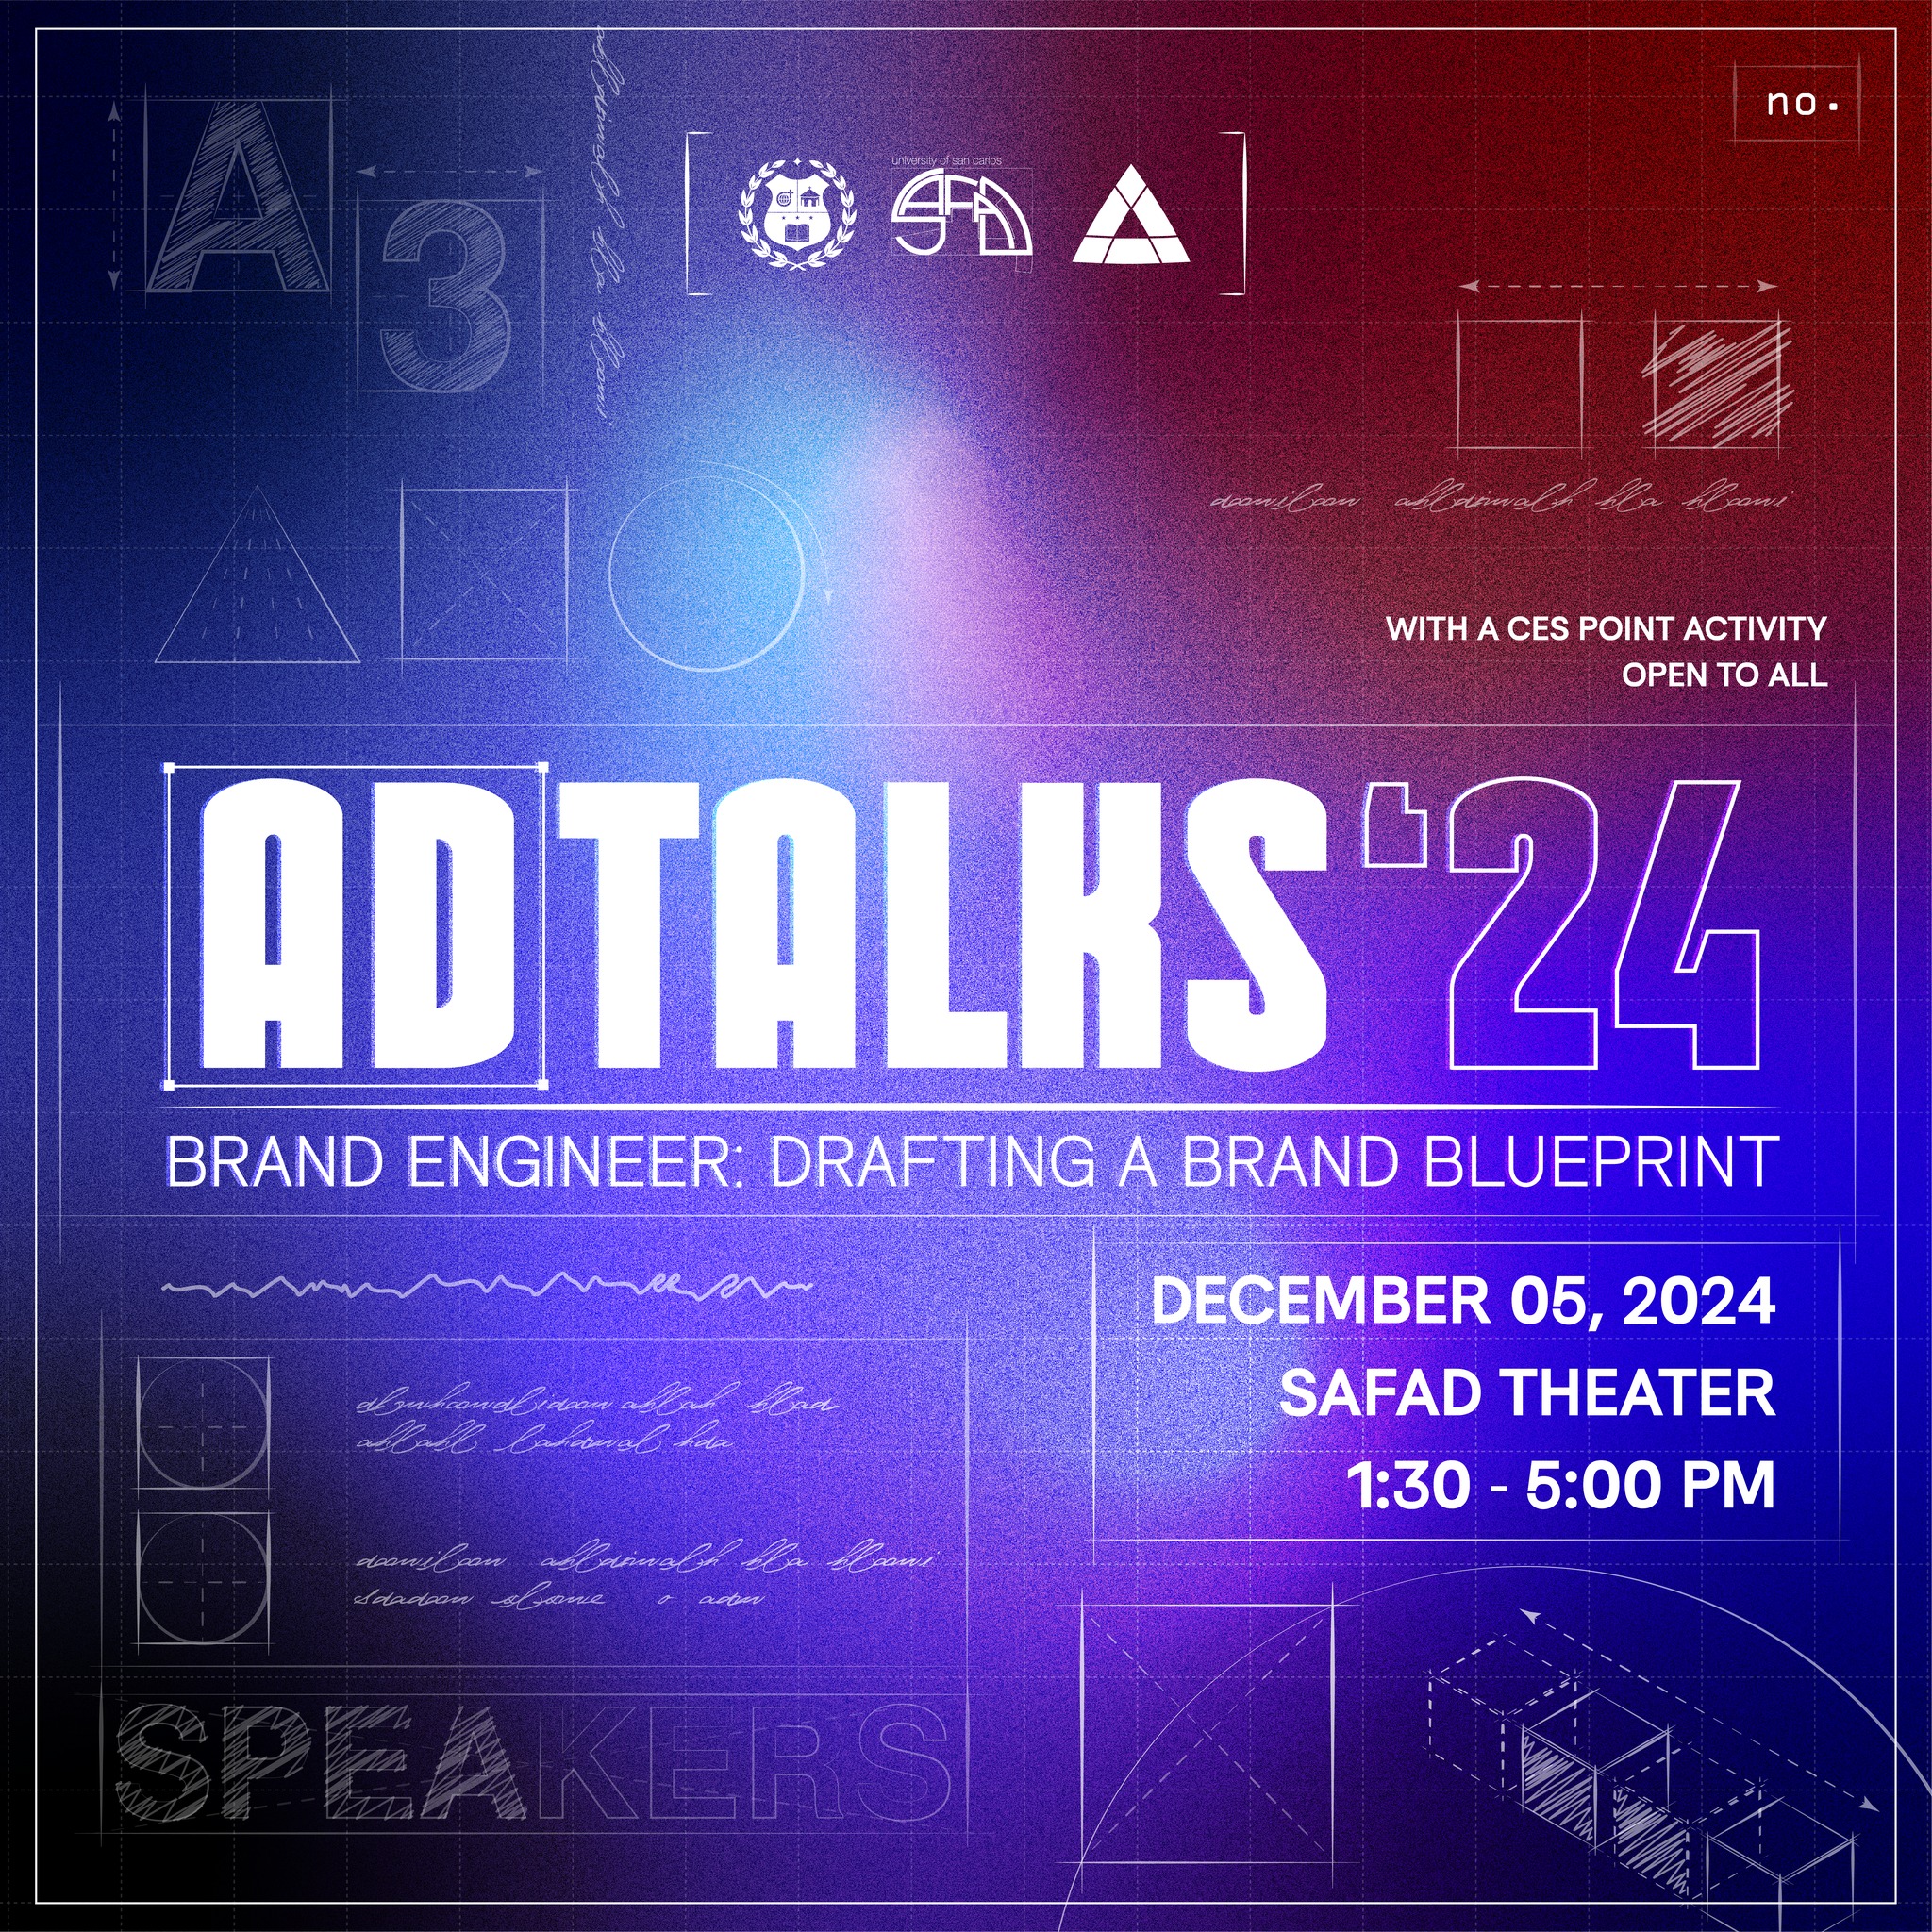 A
3
no.
university of san carlos
SAFAD
WITH A CES POINT ACTIVITY
OPEN TO ALL
ADTALKS '24
BRAND ENGINEER: DRAFTING A BRAND BLUEPRINT
DECEMBER 05, 2024
SAFAD THEATER
1:30 - 5:00 PM
SPEAKERS